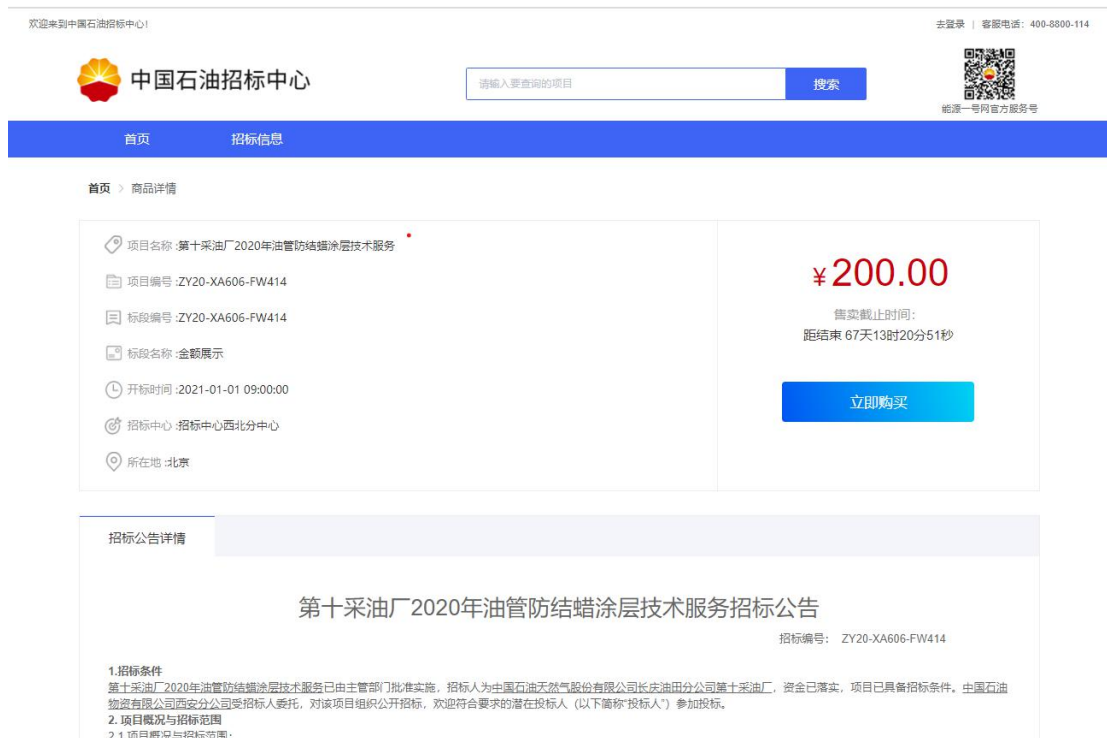 欢迎来到中国石油招标中心！
去登录 | 客服电话：400-8800-114
中国石油招标中心
请输入要查询的项目
搜索
能源一号网官方服务号
首页 招标信息
首页 > 商品详情
项目名称 :第十采油厂2020年油管防结蜡涂层技术服务
项目编号 :ZY20-XA606-FW414
标段编号 :ZY20-XA606-FW414
标段名称 :金额展示
开标时间 :2021-01-01 09:00:00
招标中心 :招标中心西北分中心
所在地 :北京
¥200.00
售卖截止时间：
距结束 67天13时20分51秒
立即购买
招标公告详情
第十采油厂2020年油管防结蜡涂层技术服务招标公告
招标编号： ZY20-XA606-FW414
1.招标条件
第十采油厂2020年油管防结蜡涂层技术服务已由主管部门批准实施，招标人为中国石油天然气股份有限公司长庆油田分公司第十采油厂，资金已落实，项目已具备招标条件。中国石油
物资有限公司西安分公司受招标人委托，对该项目组织公开招标，欢迎符合要求的潜在投标人（以下简称“投标人”）参加投标。
2. 项目概况与招标范围
2.1 项目概况与招标范围：